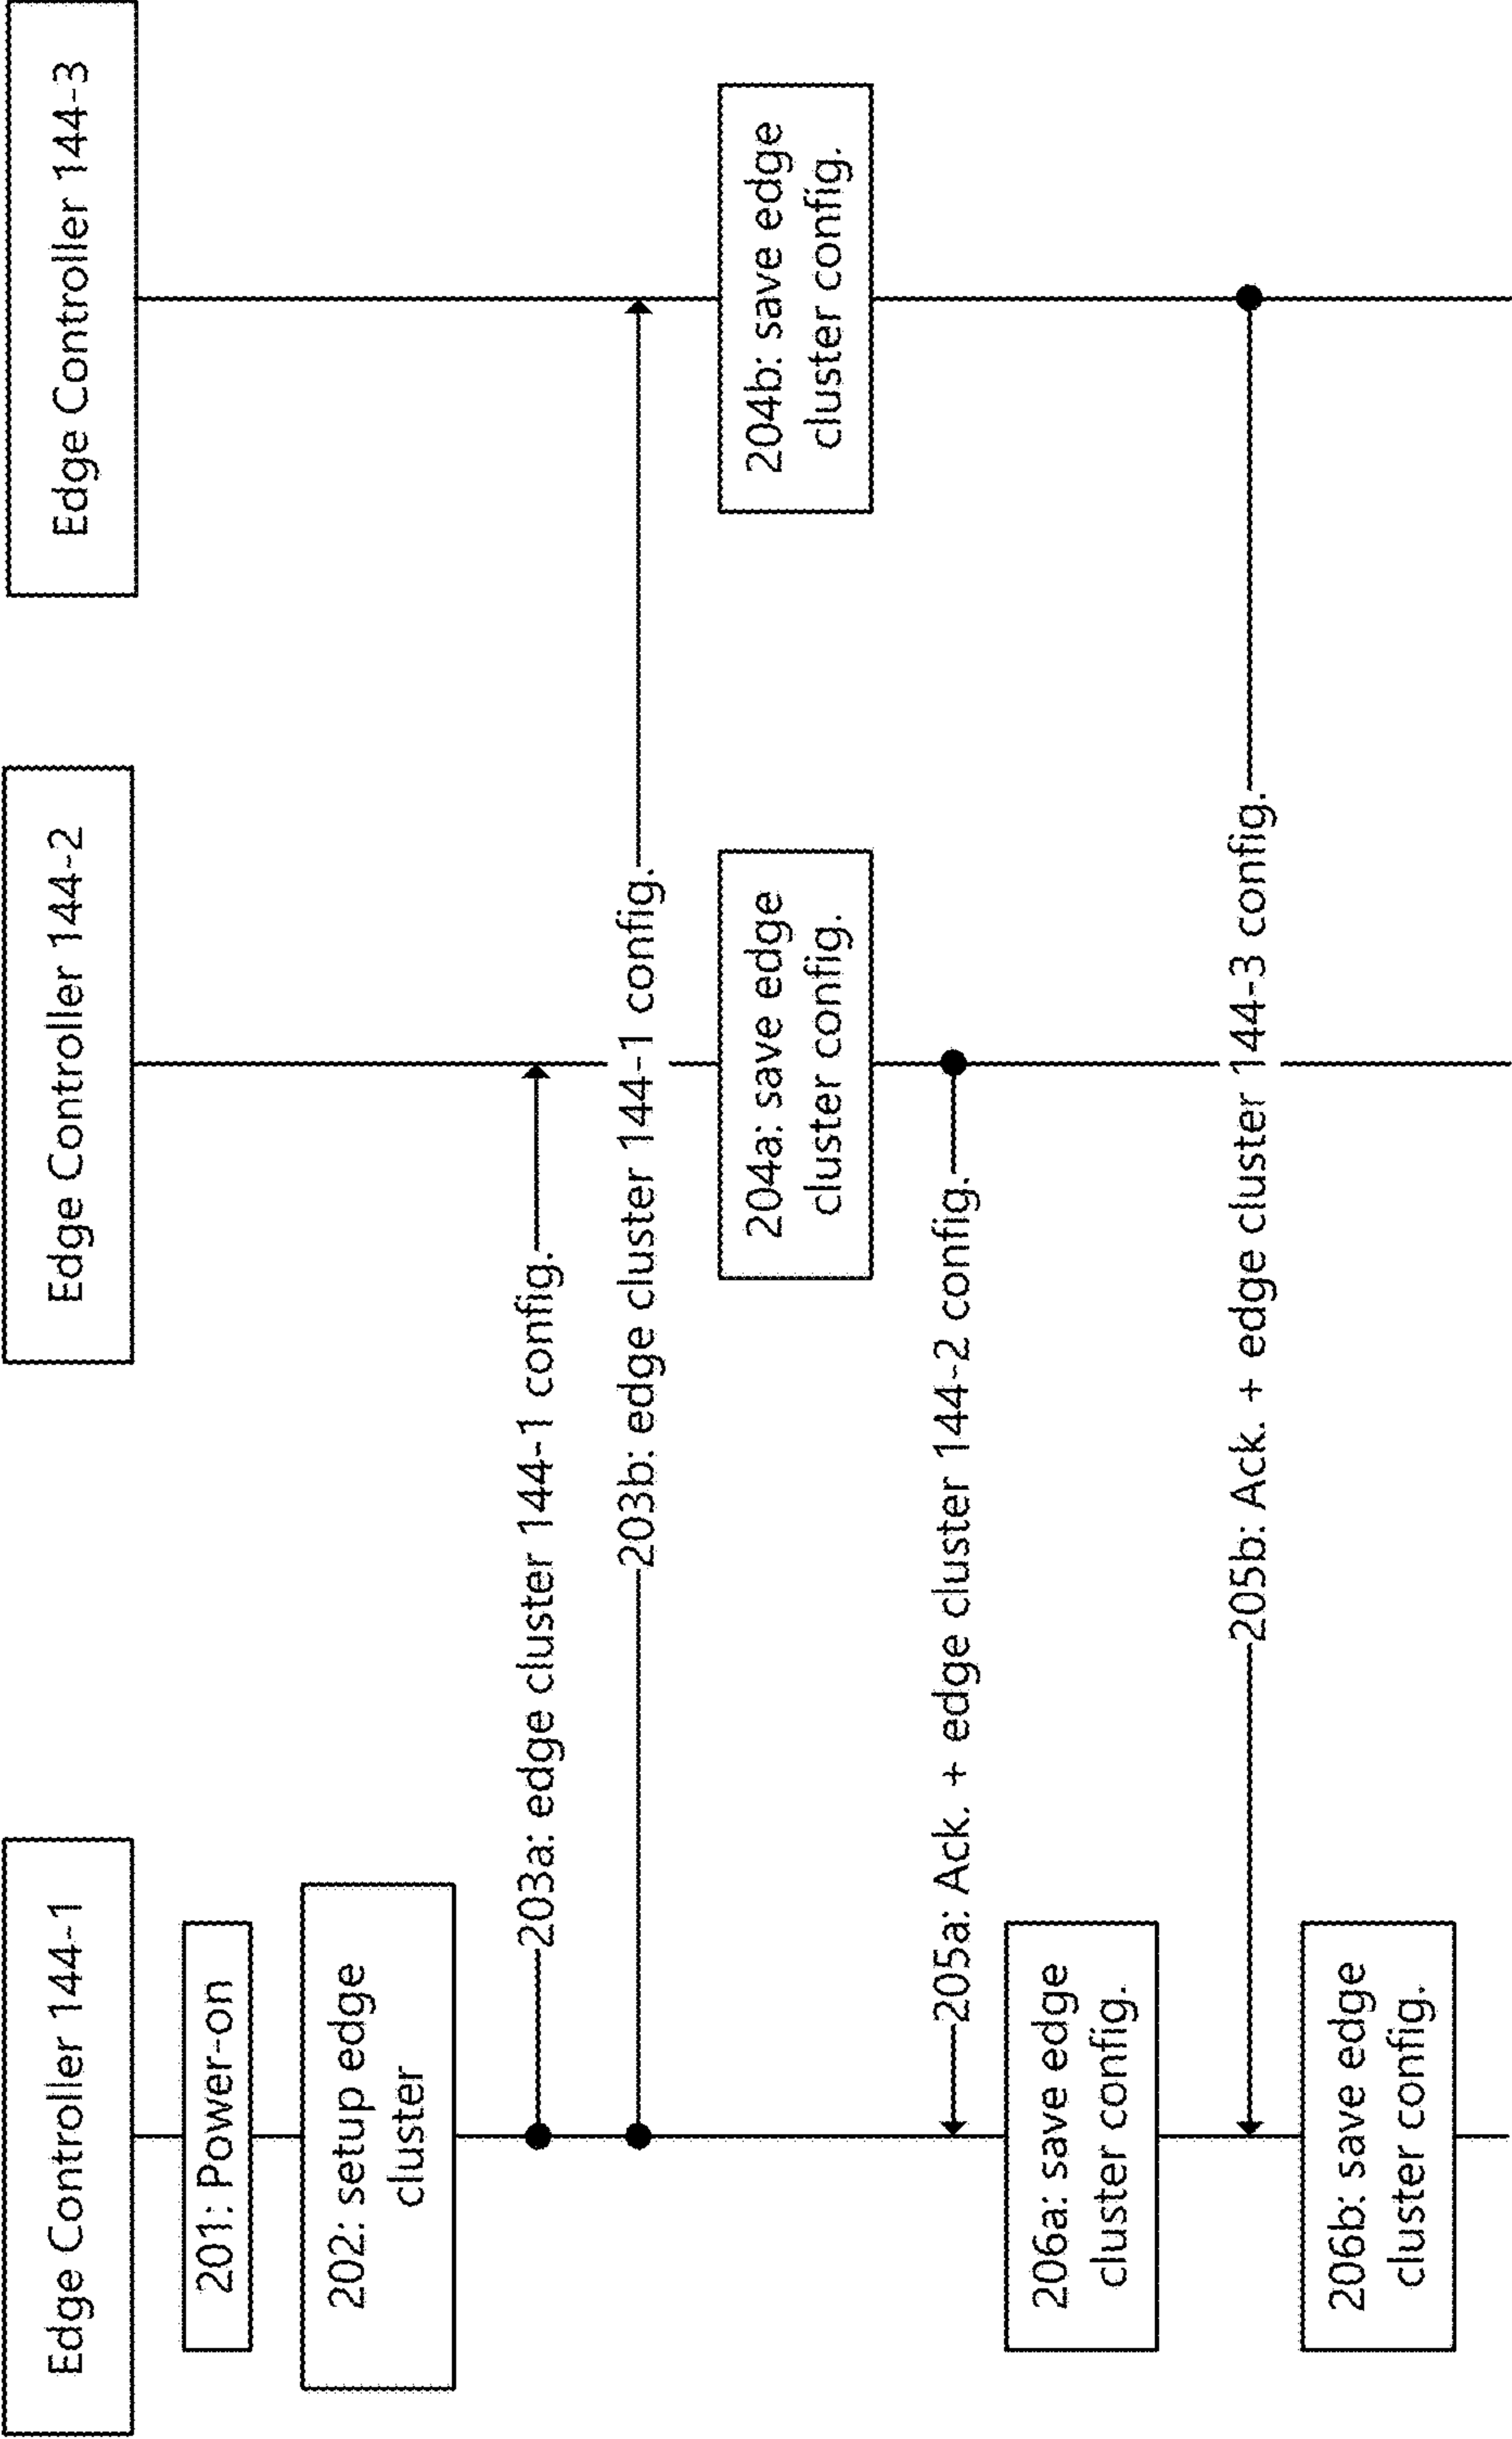 Edge Controller 144-1
Edge Controller 144-2
Edge Controller 144-3
201: Power-on
202: setup edge
cluster
203a: edge cluster 144-1 config.
203b: edge cluster 144-1 config.
204a: save edge
cluster config.
204b: save edge
cluster config.
205a: Ack. + edge cluster 144-2 config.
206a: save edge
cluster config.
205b: Ack. + edge cluster 144-3 config.
206b: save edge
cluster config.